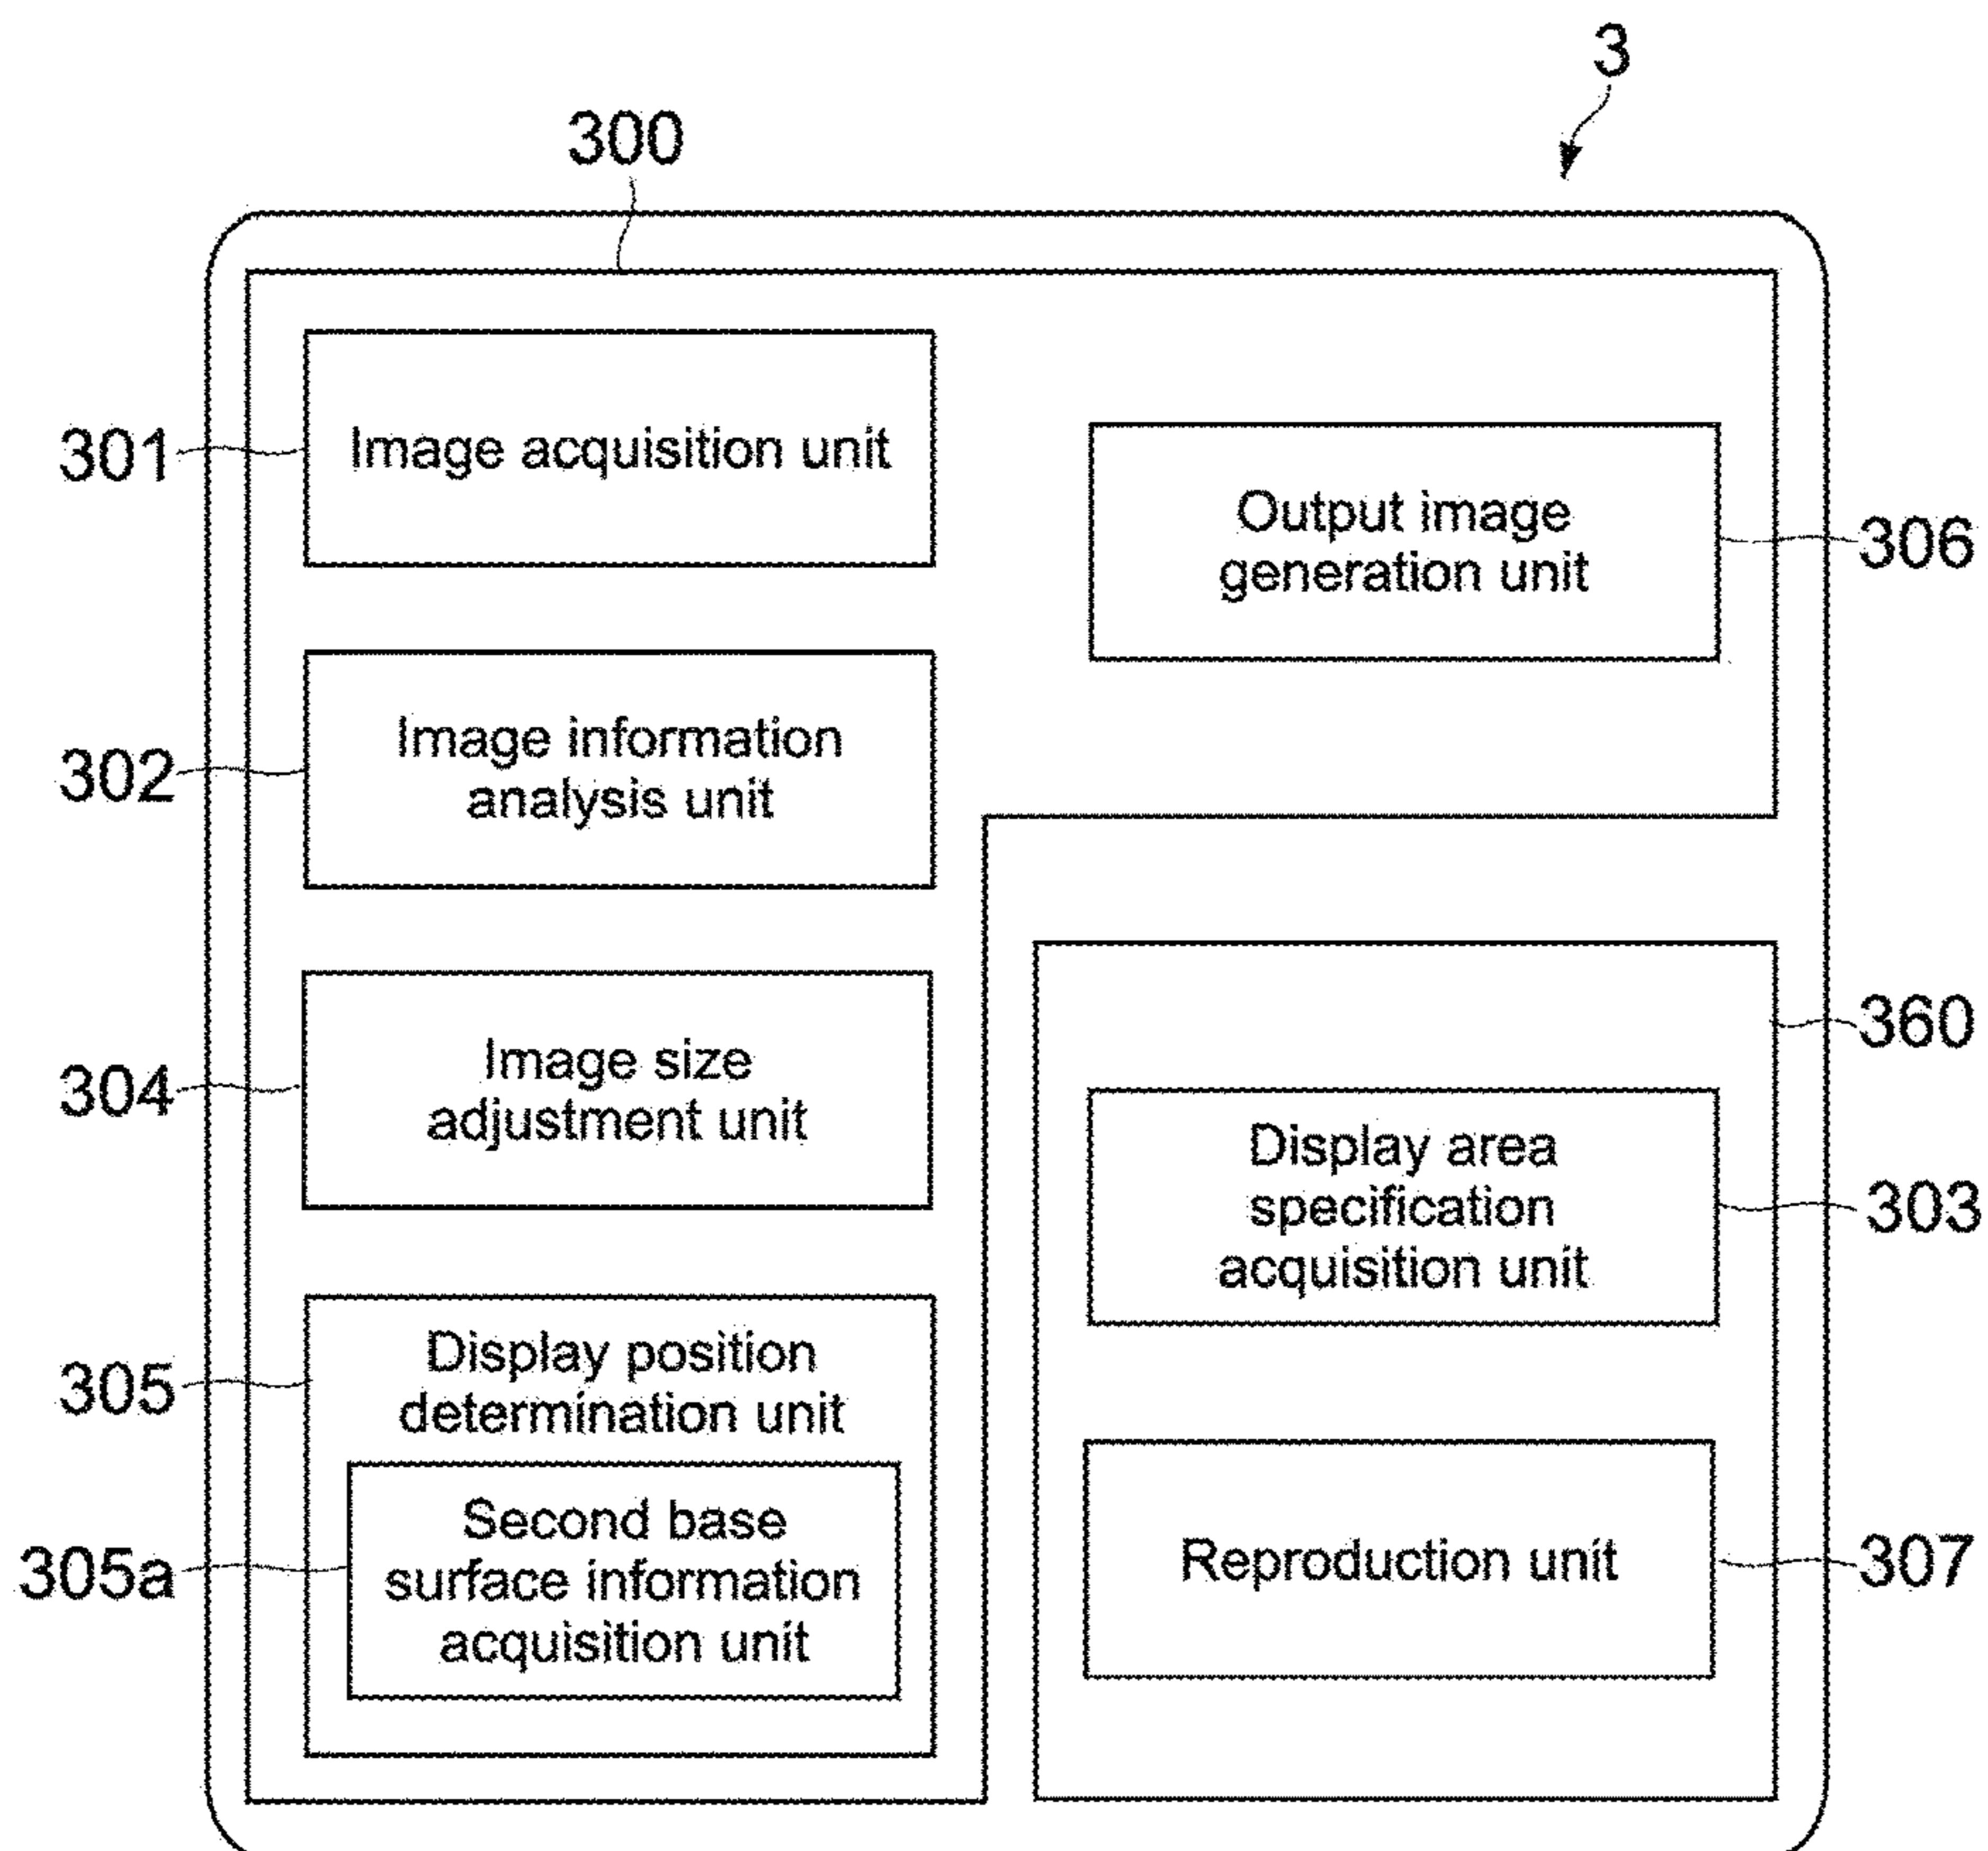 3
300
301
Image acquisition unit
Output image
generation unit
306
302
Image information
analysis unit
304
Image size
adjustment unit
360
Display area
specification
acquisition unit
303
305
Display position
determination unit
305a
Second base
surface information
acquisition unit
Reproduction unit
307